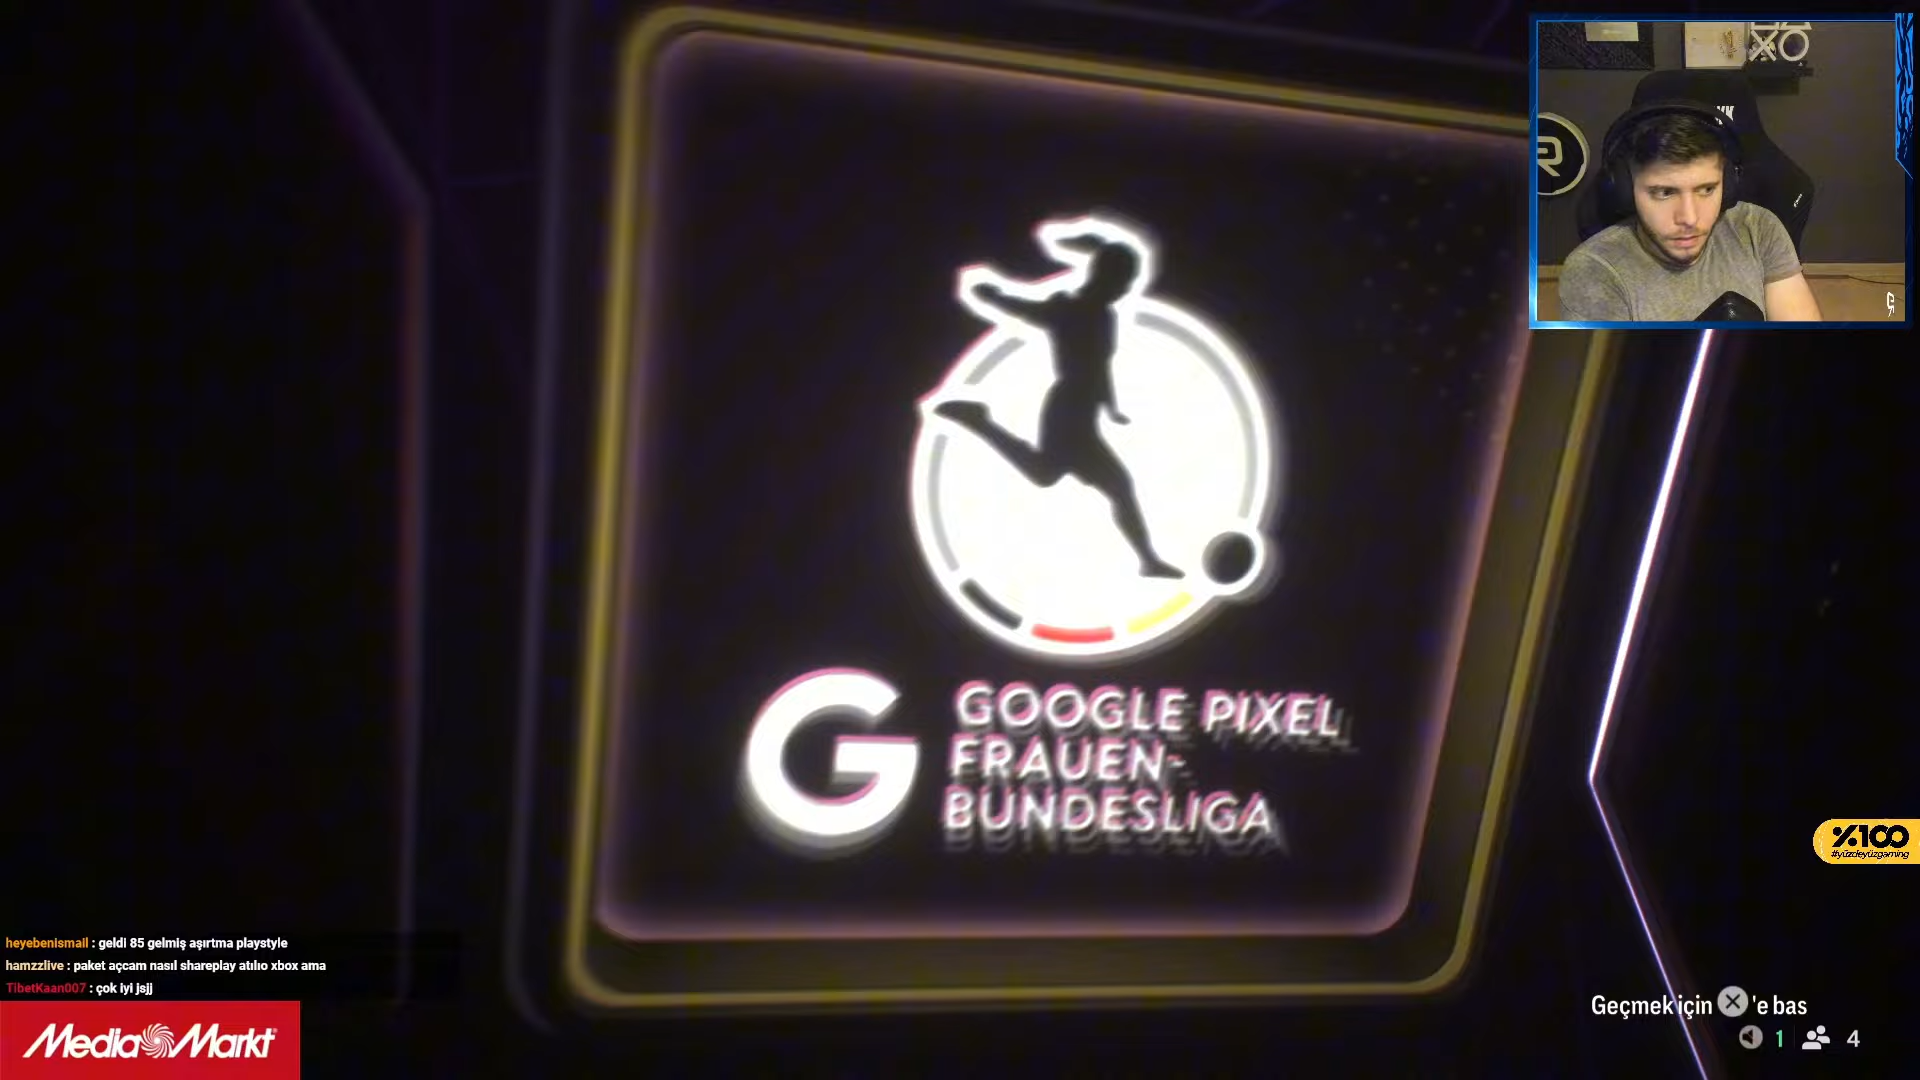 GOOGLE PIXEL
FRAUEN-
BUNDESLIGA
heyebenismail : geldi 85 gelmiş aşırtma playstyle
hamzzlive : paket açcam nasıl shareplay atılıo xbox ama
TibetKaan007 : çok iyi jsjj
MediaMarkt
%100
#yüzdeyüzgaming
Geçmek için X 'e bas
1 4